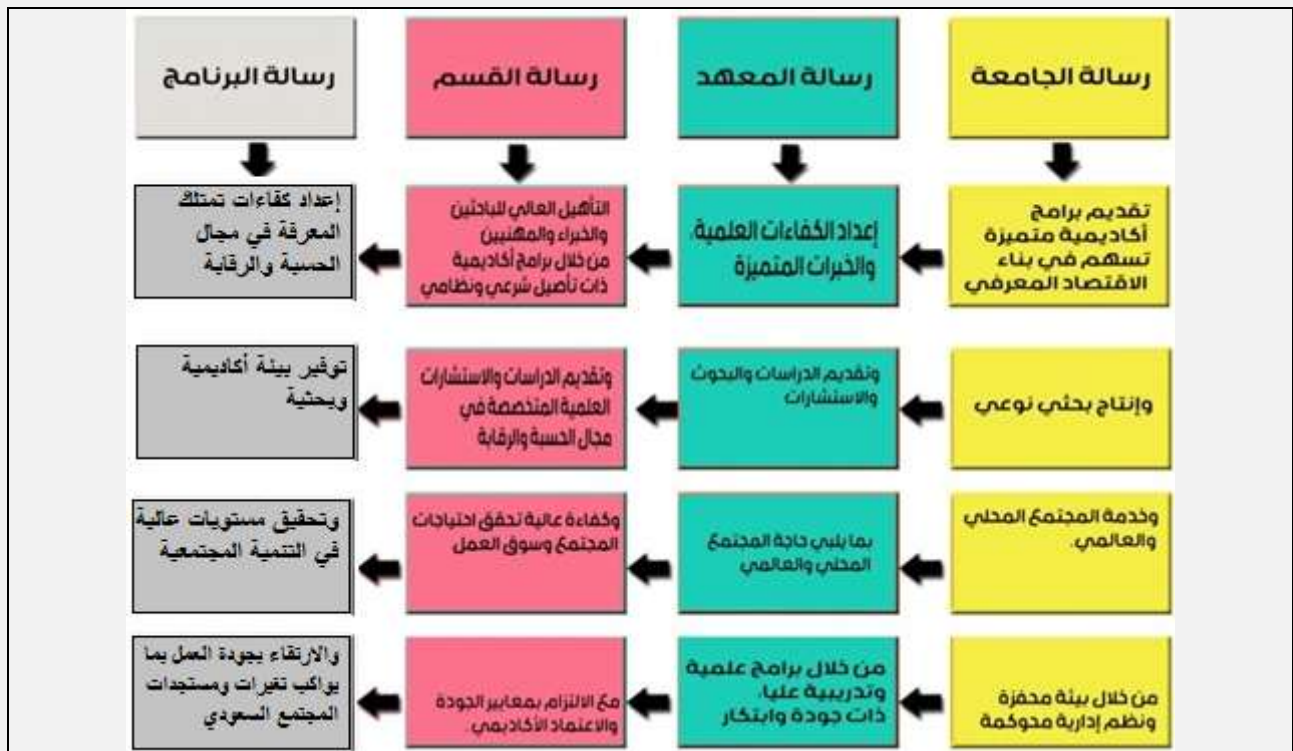 رسالة الجامعة
رسالة المعهد
رسالة القسم
رسالة البرنامج
تقديم برامج
أكاديمية متميزة
تسهم في بناء
الاقتصاد المعرفي
إعداد الكفاءات العلمية،
والخبرات المتميزة
التأهيل العالي للباحثين
والخبراء والمهنيين
من خلال برامج أكاديمية
ذات تأصيل شرعي ونظامي
إعداد كفاءات تمتلك
المعرفة في مجال
الحسبة والرقابة
وإنتاج بحثي نوعي
وتقديم الدراسات والبحوث
والاستشارات
وتقديم الدراسات والاستشارات
العلمية المتخصصة في
مجال الحسبة والرقابة
توفير بيئة أكاديمية
وبحثية
وخدمة المجتمع المحلي
والعالمي.
بما يلبي حاجة المجتمع
المحلي والعالمي
وكفاءة عالية تحقق احتياجات
المجتمع وسوق العمل
وتحقيق مستويات عالية
في التنمية المجتمعية
من خلال بيئة محفزة
ونظم إدارية محوكمة
من خلال برامج علمية
وتدريبية عليا،
ذات جودة وابتكار
مع الالتزام بمعايير الجودة
والاعتماد الأكاديمي.
والارتقاء بجودة العمل بما
يواكب تغيرات ومستجدات
المجتمع السعودي